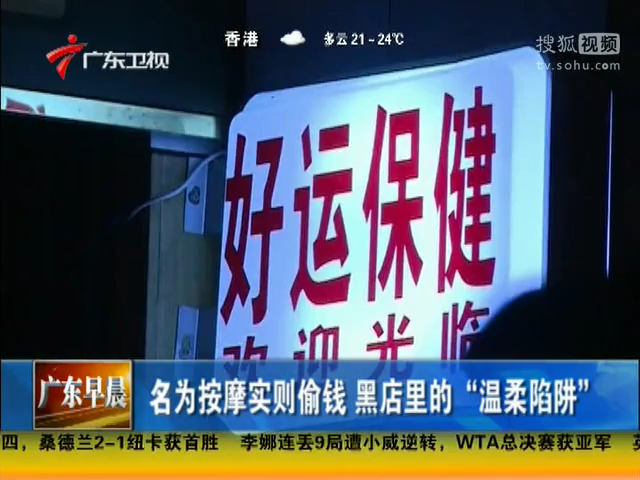 广东卫视
香港 多云 21~24℃
搜狐视频
tv.sohu.com
好运保健
欢迎光临
广东早晨
名为按摩实则偷钱 黑店里的“温柔陷阱”
四，桑德兰2-1纽卡获首胜 李娜连丢9局遭小威逆转，WTA总决赛获亚军